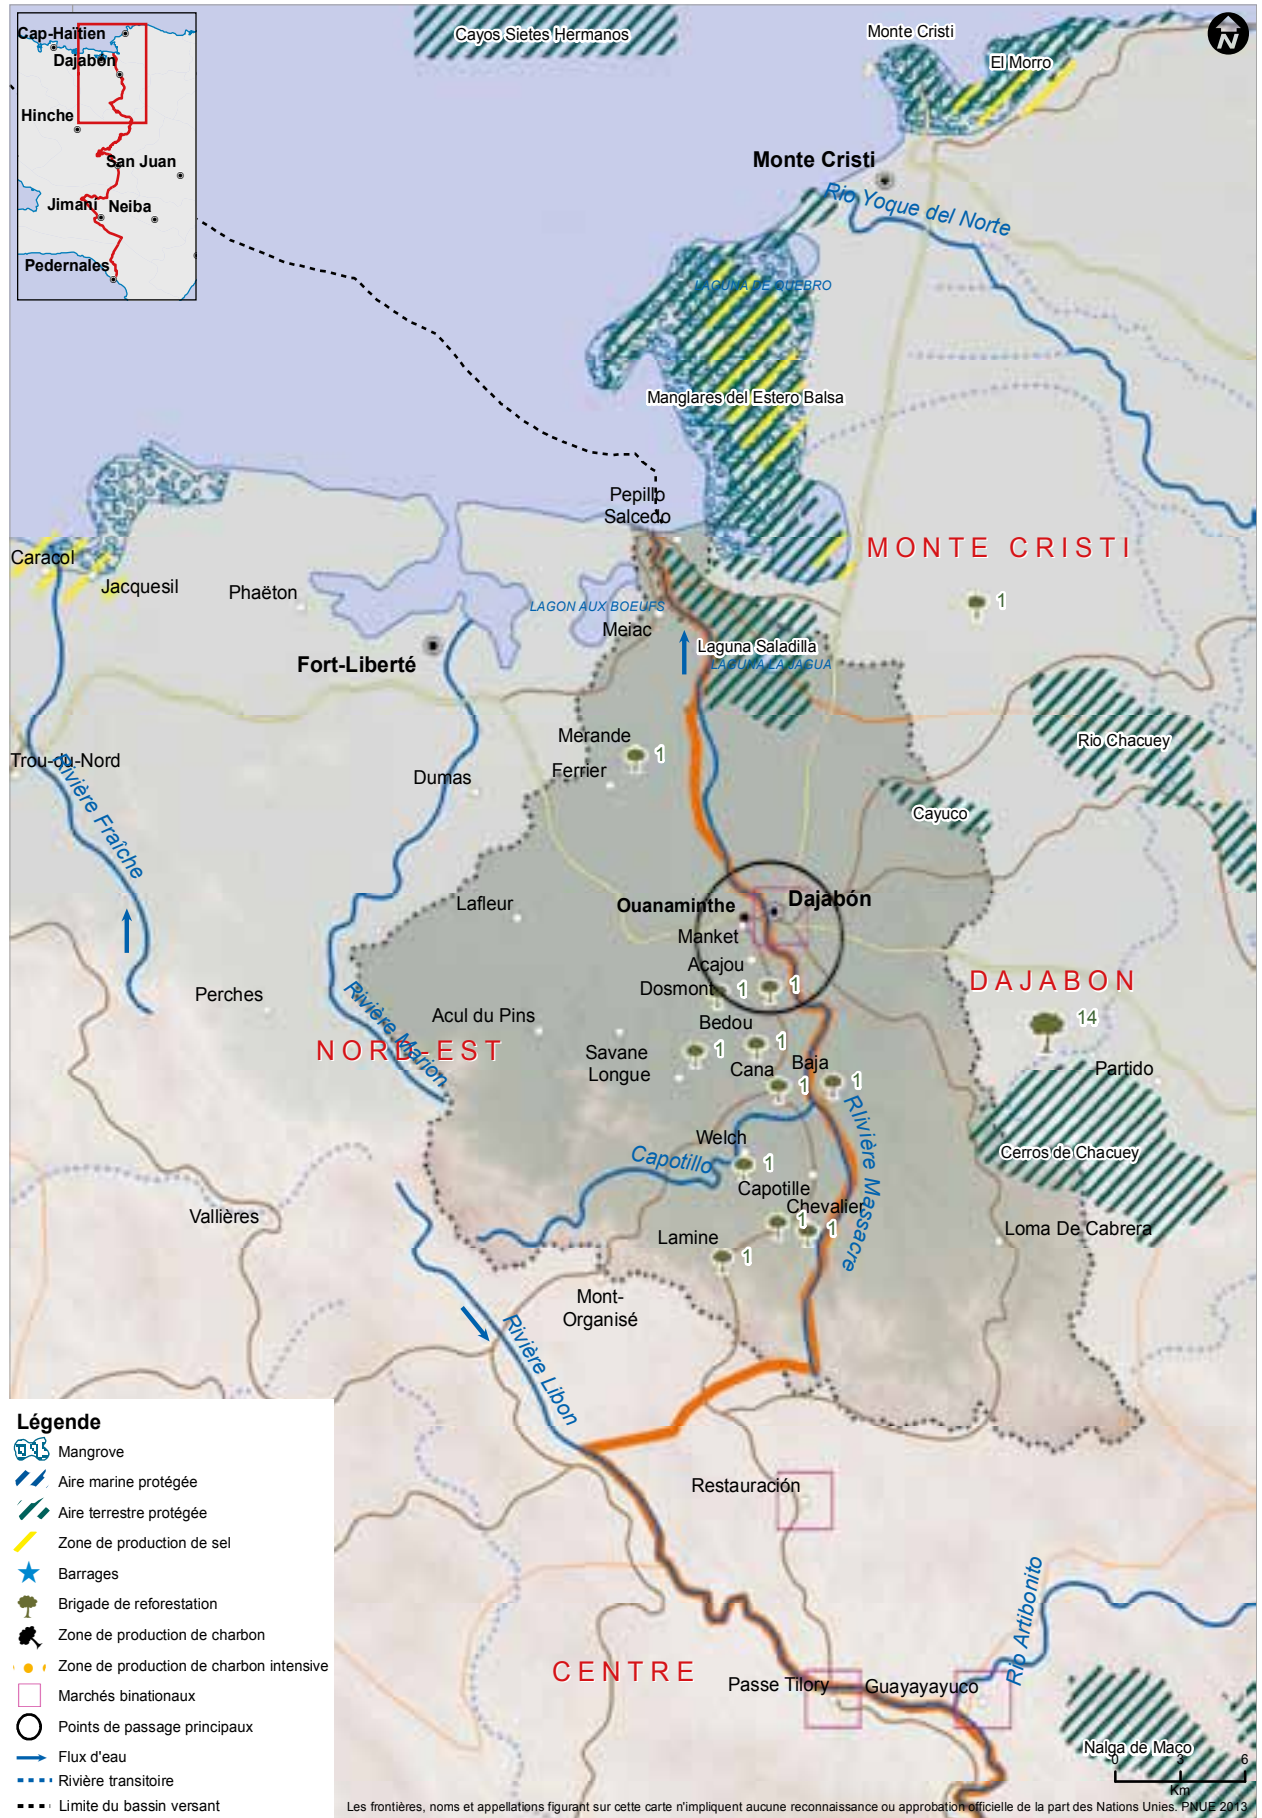 Cap-Haïtien
Dajabón
Hinche
San Juan
Jimani
Neiba
Pedernales
Cayos Sietes Hermanos
Monte Cristi
El Morro
N
Monte Cristi
Rio Yoque del Norte
LAGUNA DE QUEBRO
Manglares del Estero Balsa
Pepillo
Salcedo
MONTE CRISTI
1
Caracol
Jacquesil
Phaëton
LAGON AUX BOEUFS
Meiac
Fort-Liberté
Laguna Saladilla
LAGUNA LA JAGUA
Rio Chacuey
Merande
1
Ferrier
Trou-du-Nord
Rivière Fraîche
Dumas
Cayuco
Lafleur
Ouanaminthe
Dajabón
Manket
Acajou
Dosmont
1
1
DAJABON
14
Perches
Rivière Marion
Acul du Pins
Bedou
1
NORD-EST
Savane
Longue
1
Cana
1
Baja
1
Partido
Rlivière Massacre
Welch
1
Capotillo
Cerros de Chacuey
Capotille
Chevalier
1
1
Vallières
Lamine
1
Loma De Cabrera
Mont-
Organisé
Rivière Libon
Restauración
Rio Artibonito
CENTRE
Passe Tilory
Guayayayuco
Nalga de Maco
0 3 6
Km
Légende
Mangrove
Aire marine protégée
Aire terrestre protégée
Zone de production de sel
Barrages
Brigade de reforestation
Zone de production de charbon
Zone de production de charbon intensive
Marchés binationaux
Points de passage principaux
Flux d'eau
Rivière transitoire
Limite du bassin versant
Les frontières, noms et appellations figurant sur cette carte n'impliquent aucune reconnaissance ou approbation officielle de la part des Nations Unies. PNUE 2013